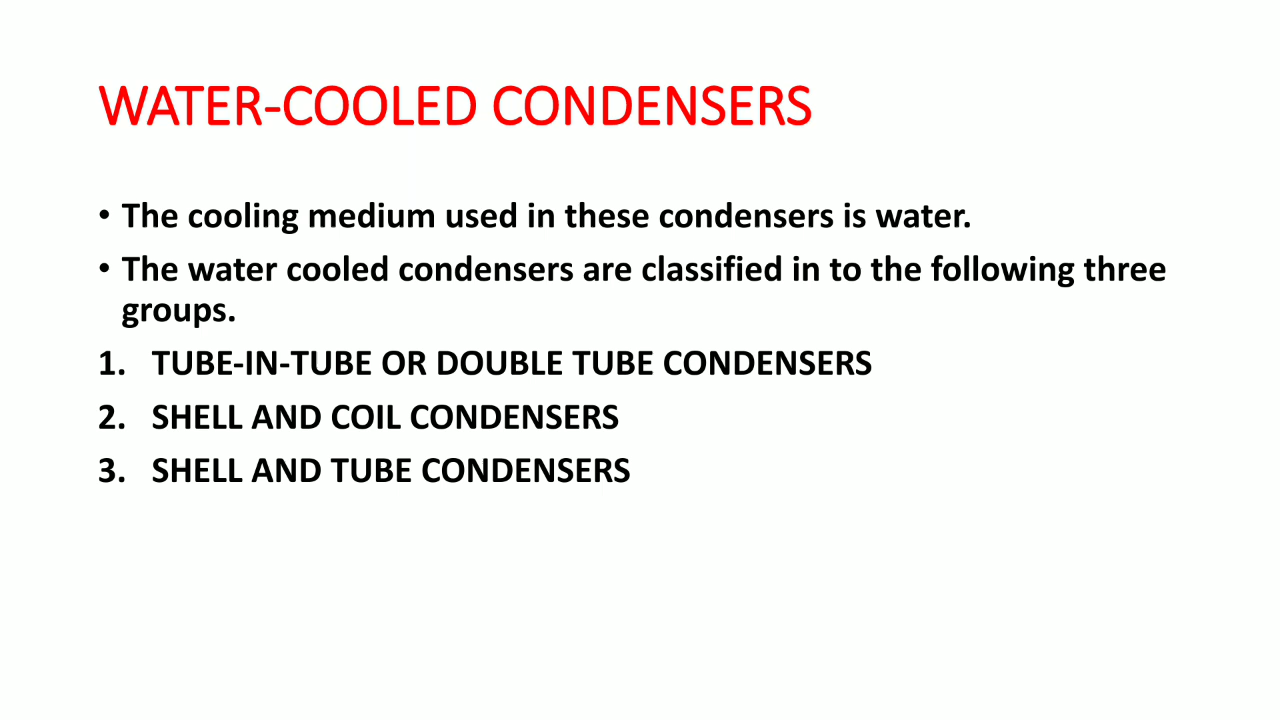 WATER-COOLED CONDENSERS
• The cooling medium used in these condensers is water.
• The water cooled condensers are classified in to the following three
groups.
1. TUBE-IN-TUBE OR DOUBLE TUBE CONDENSERS
2. SHELL AND COIL CONDENSERS
3. SHELL AND TUBE CONDENSERS